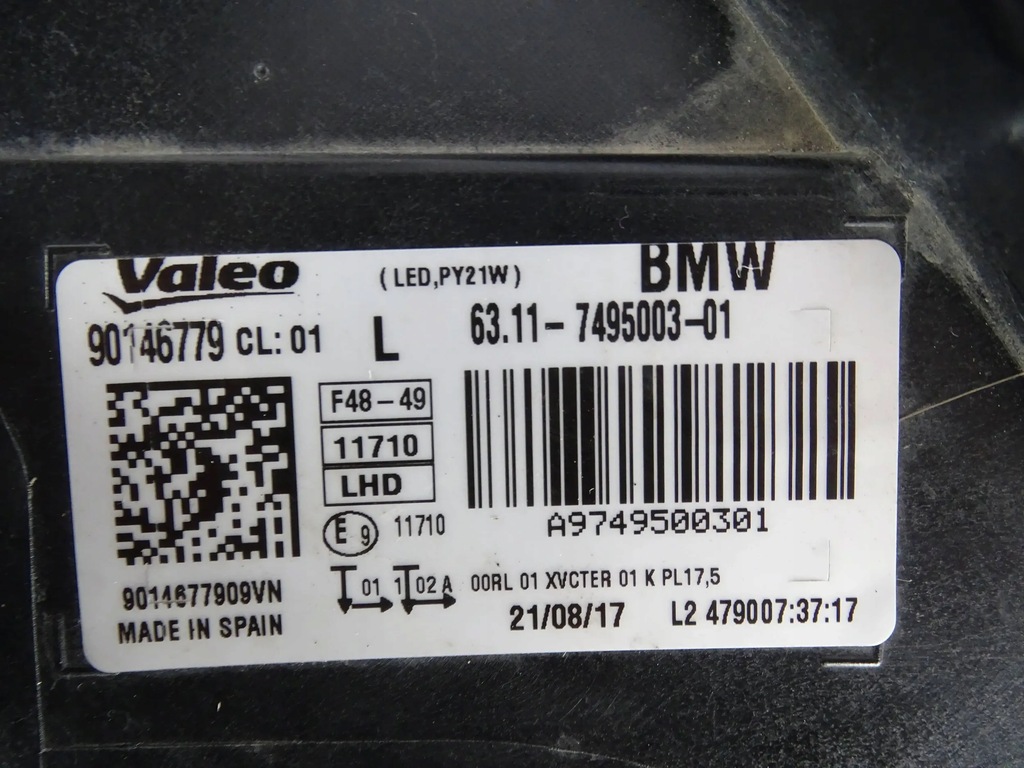 Valeo (LED,PY21W) BMW
90146779 CL: 01 L 63.11- 7495003-01
F48-49
11710
LHD
A9749500301
E 9 11710
01 1 02 A 00RL 01 XVCTER 01 K PL17,5
9014677909VN
MADE IN SPAIN 21/08/17 L2 479007:37:17